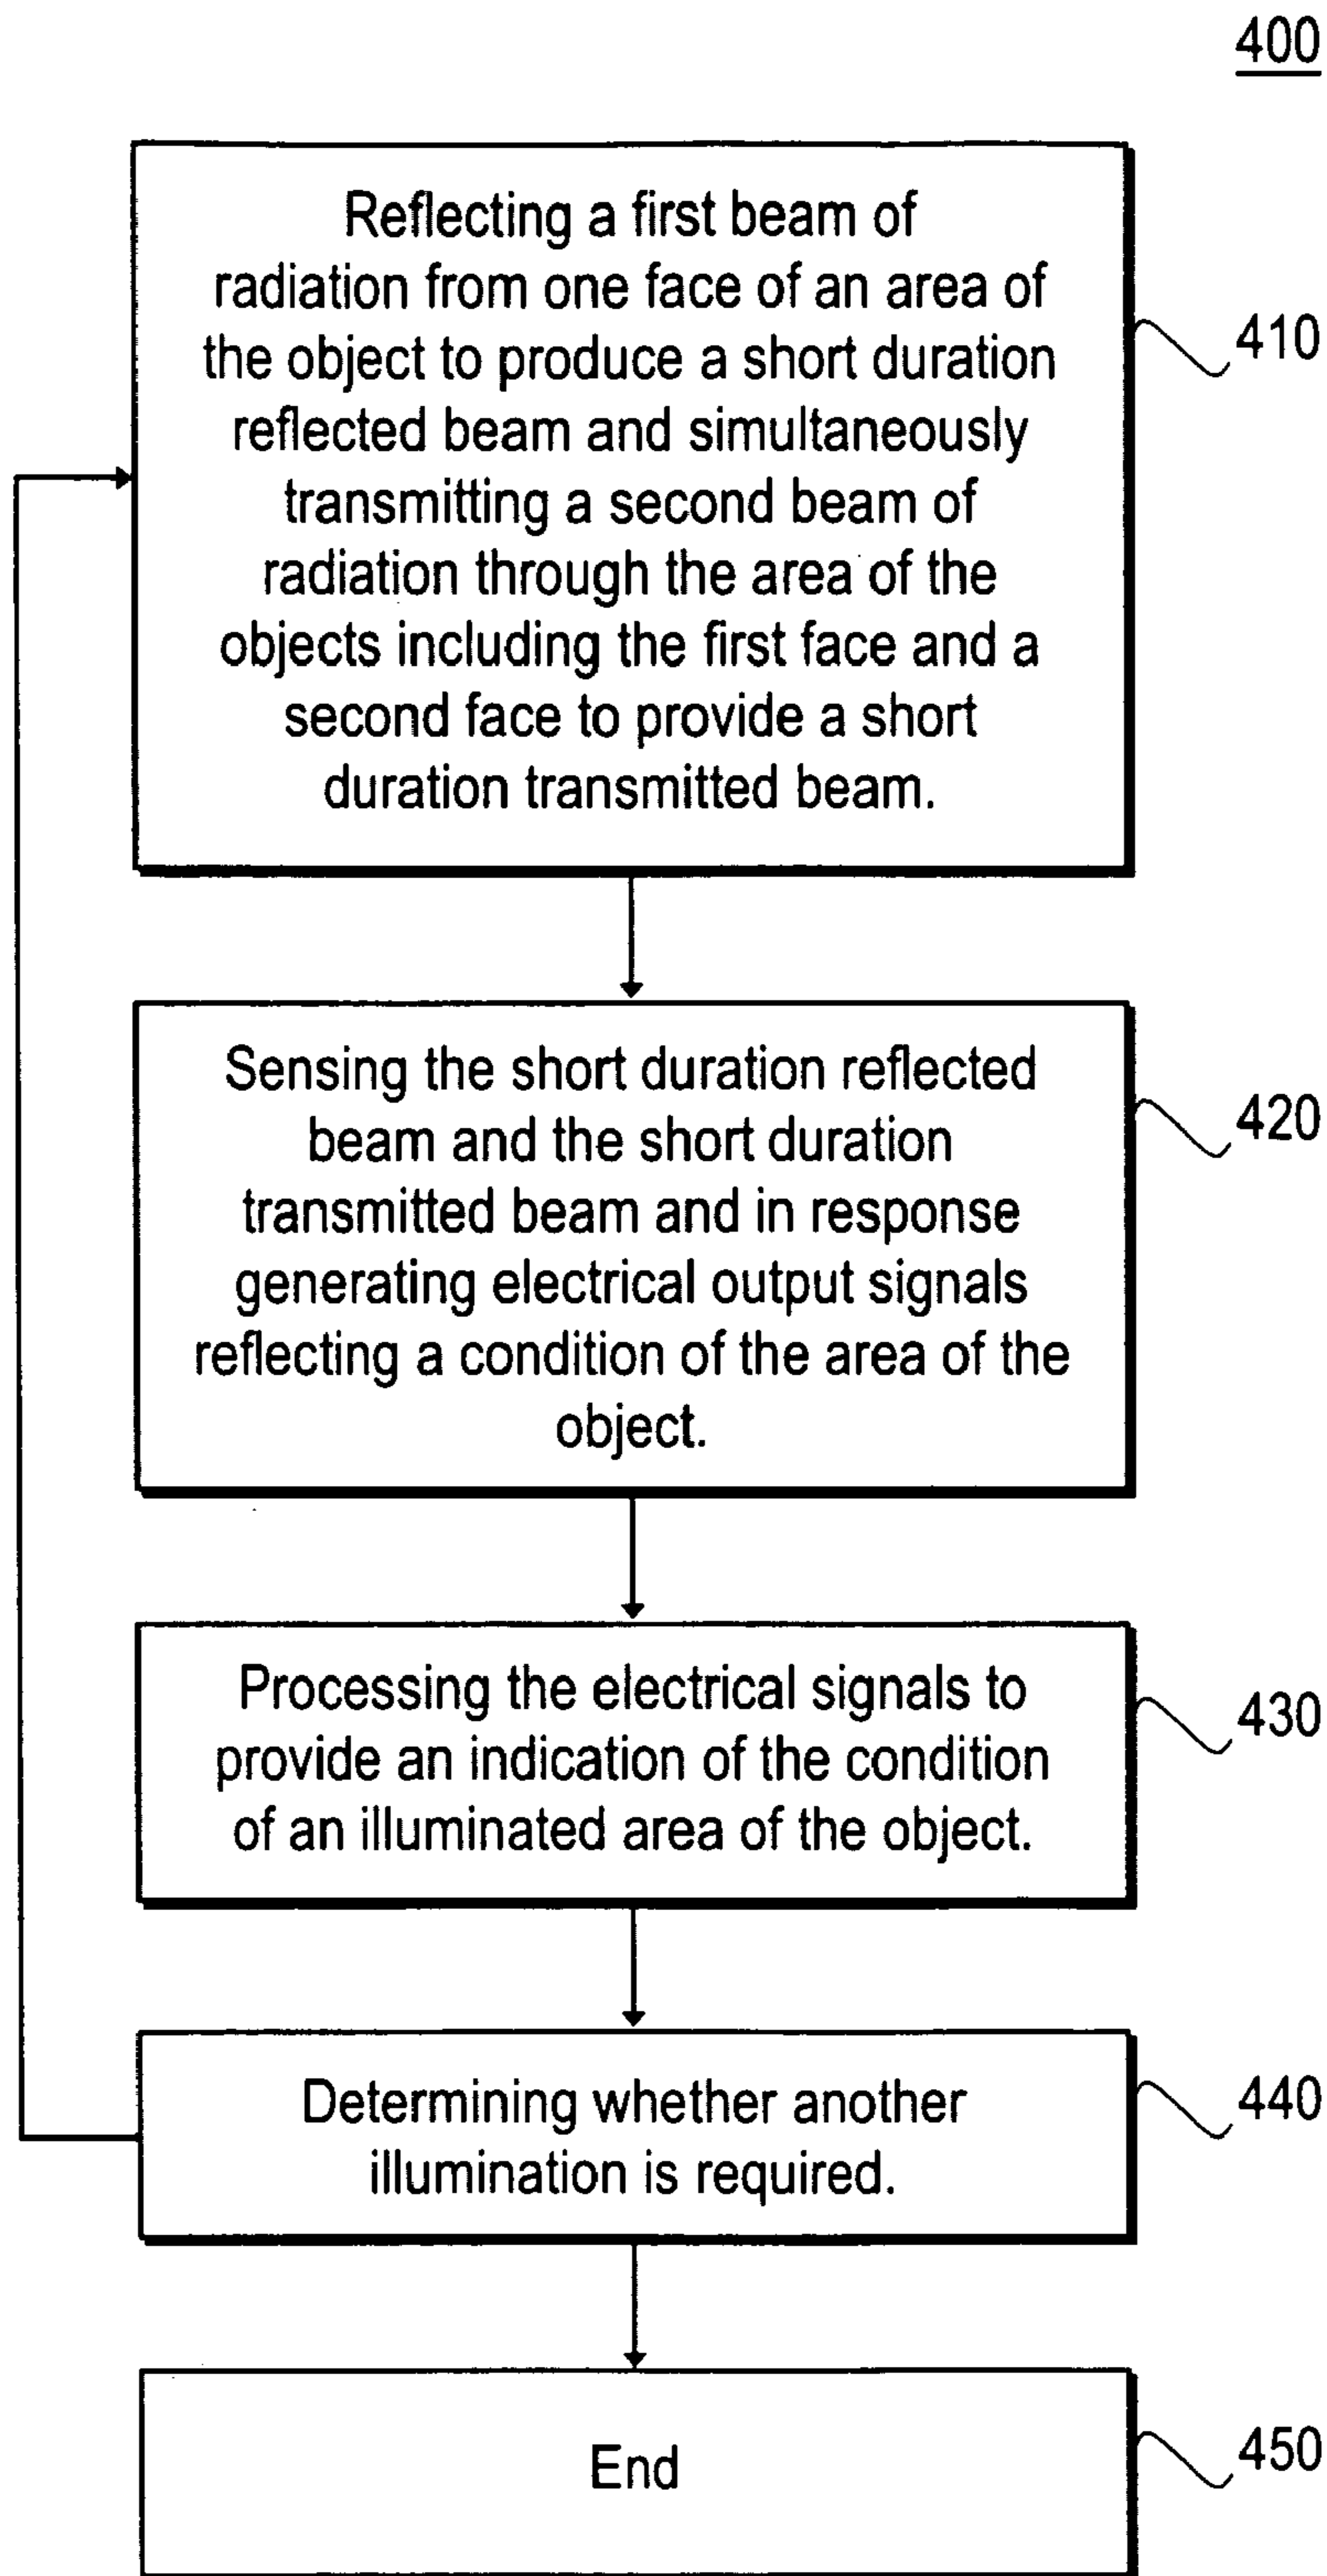 400
Reflecting a first beam of
radiation from one face of an area of
the object to produce a short duration
reflected beam and simultaneously
transmitting a second beam of
radiation through the area of the
objects including the first face and a
second face to provide a short
duration transmitted beam.
410
Sensing the short duration reflected
beam and the short duration
transmitted beam and in response
generating electrical output signals
reflecting a condition of the area of the
object.
420
Processing the electrical signals to
provide an indication of the condition
of an illuminated area of the object.
430
Determining whether another
illumination is required.
440
End
450